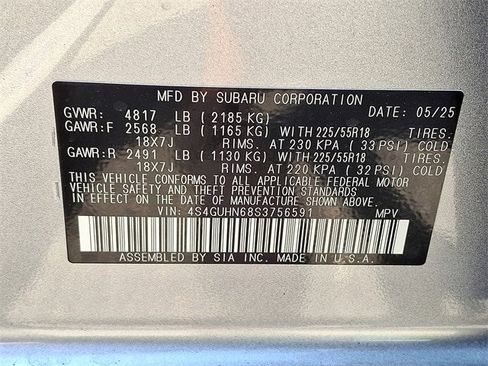 MFD BY SUBARU CORPORATION
GVWR: 4817 LB ( 2185 KG) DATE: 05/25
GAWR:F 2568 LB ( 1165 KG) WITH 225/55R18 TIRES.
18X7J RIMS. AT 230 KPA ( 33 PSI) COLD
GAWR:R 2491 LB ( 1130 KG) WITH 225/55R18 TIRES.
18X7J RIMS. AT 220 KPA ( 32 PSI) COLD
THIS VEHICLE CONFORMS TO ALL APPLICABLE FEDERAL MOTOR
VEHICLE SAFETY AND BUMPER STANDARDS IN EFFECT
ON THE DATE OF MANUFACTURE SHOWN ABOVE.
VIN: 4S4GUHN68S3756591 MPV
ASSEMBLED BY SIA INC. MADE IN U.S.A.